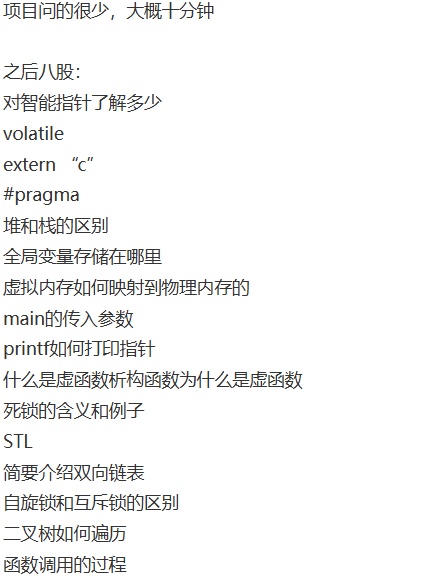 项目问的很少，大概十分钟
之后八股：
对智能指针了解多少
volatile
extern “c”
#pragma
堆和栈的区别
全局变量存储在哪里
虚拟内存如何映射到物理内存的
main的传入参数
printf如何打印指针
什么是虚函数析构函数为什么是虚函数
死锁的含义和例子
STL
简要介绍双向链表
自旋锁和互斥锁的区别
二叉树如何遍历
函数调用的过程